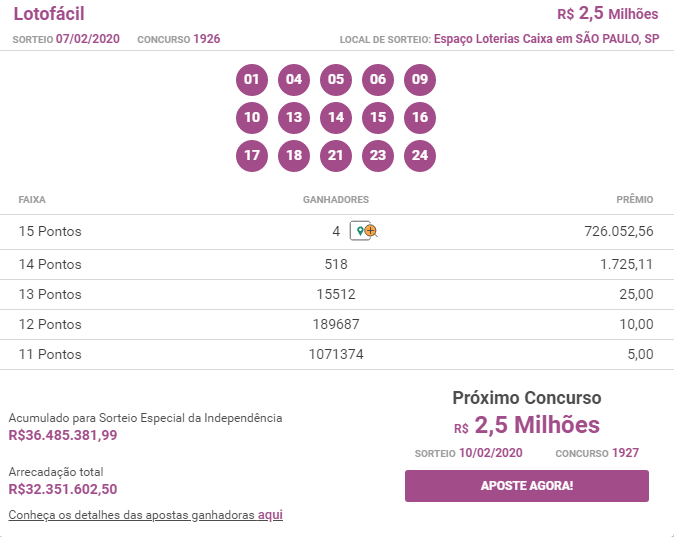 Lotofácil R$ 2,5 Milhões
SORTEIO 07/02/2020 CONCURSO 1926 LOCAL DE SORTEIO: Espaço Loterias Caixa em SÃO PAULO, SP
01 04 05 06 09
10 13 14 15 16
17 18 21 23 24
FAIXA GANHADORES PRÊMIO
15 Pontos 4 726.052,56
14 Pontos 518 1.725,11
13 Pontos 15512 25,00
12 Pontos 189687 10,00
11 Pontos 1071374 5,00
Acumulado para Sorteio Especial da Independência
R$36.485.381,99
Arrecadação total
R$32.351.602,50
Conheça os detalhes das apostas ganhadoras aqui
Próximo Concurso
R$ 2,5 Milhões
SORTEIO 10/02/2020 CONCURSO 1927
APOSTE AGORA!